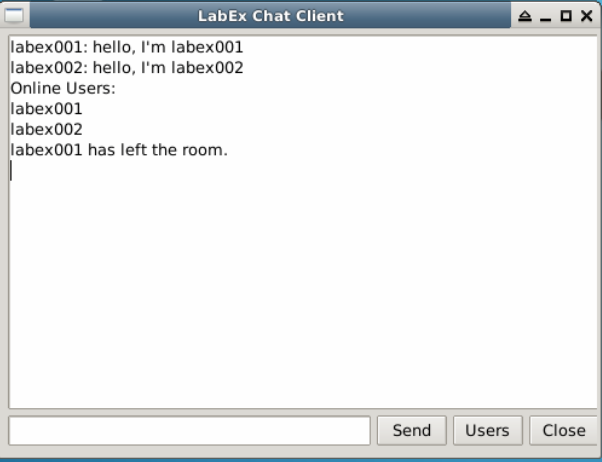 LabEx Chat Client
labex001: hello, I'm labex001
labex002: hello, I'm labex002
Online Users:
labex001
labex002
labex001 has left the room.
Send Users Close